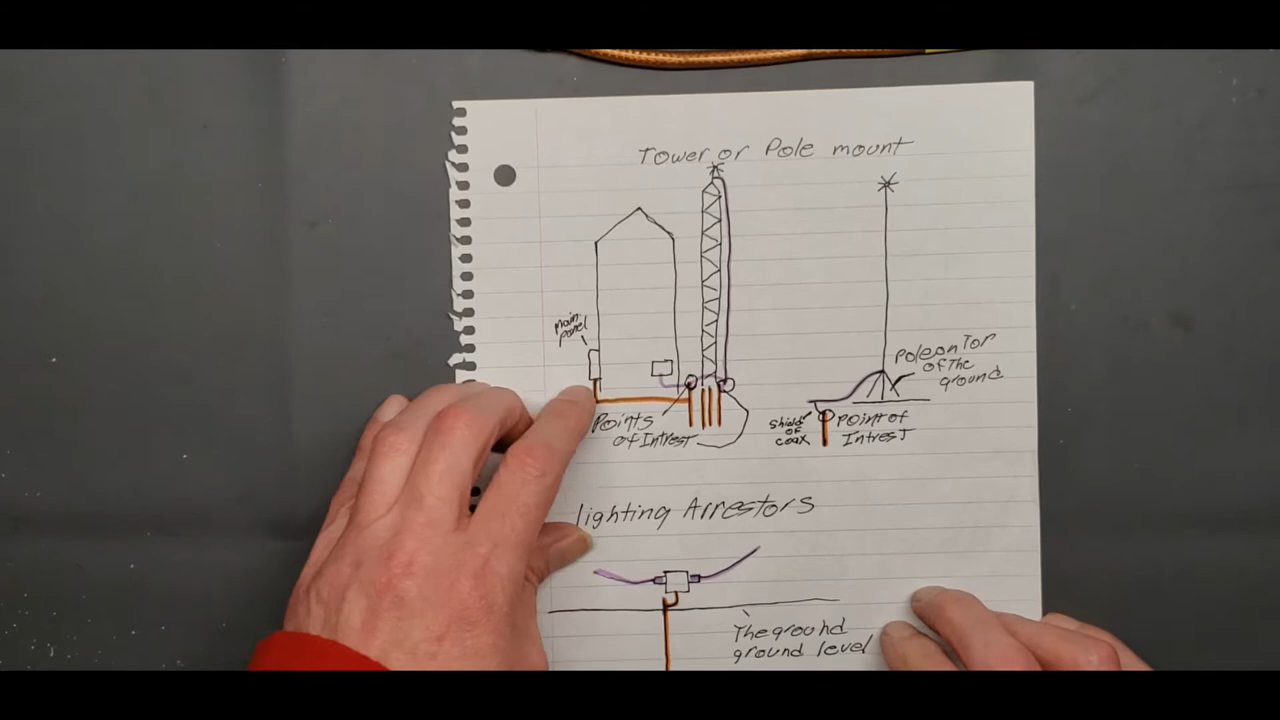 Tower or Pole mount
main
panel
Pole on Top
of The
ground
Points
of Intrest
shield
of
coax
Point of
Intrest
lighting Arrestors
The ground
ground level